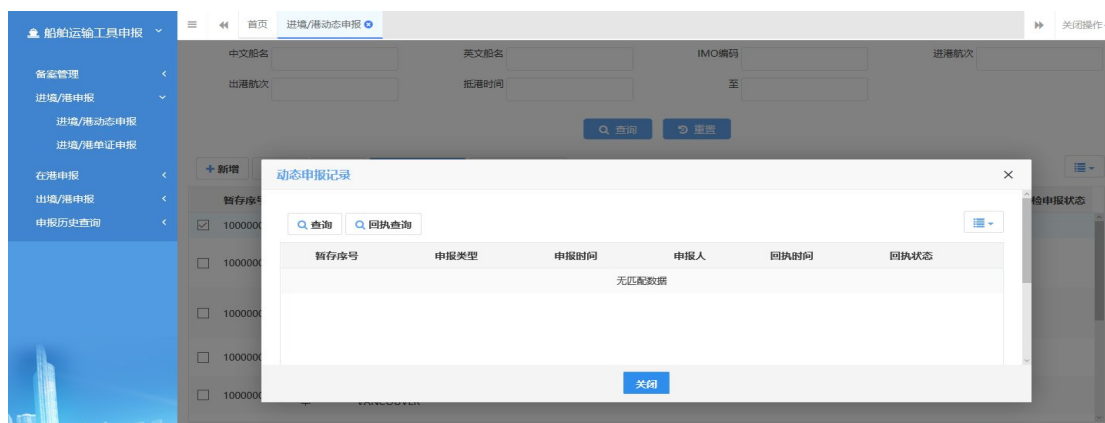 船舶运输工具申报
首页
进境/港动态申报
关闭操作
备案管理
进境/港申报
进境/港动态申报
进境/港单证申报
在港申报
出境/港申报
申报历史查询
中文船名
英文船名
IMO编码
进港航次
出港航次
抵港时间
至
查询
重置
新增
动态申报记录
暂存序号
检申报状态
查询
回执查询
暂存序号 申报类型 申报时间 申报人 回执时间 回执状态
无匹配数据
100000
100000
100000
100000
100000
VANCOUVER
关闭